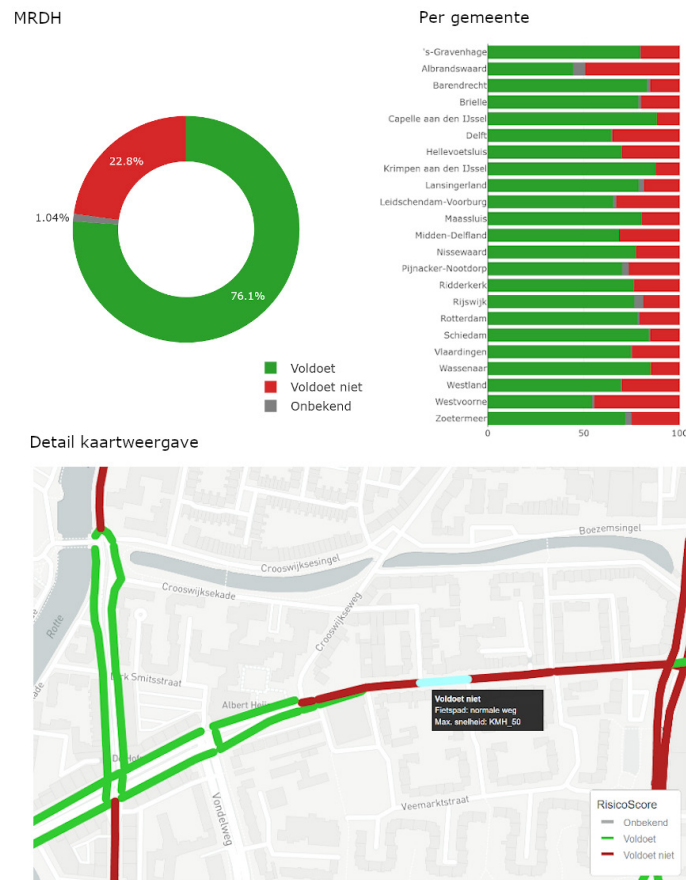 MRDH
Per gemeente
22.8%
1.04%
76.1%
Voldoet
Voldoet niet
Onbekend
's-Gravenhage
Albrandswaard
Barendrecht
Brielle
Capelle aan den IJssel
Delft
Hellevoetsluis
Krimpen aan den IJssel
Lansingerland
Leidschendam-Voorburg
Maassluis
Midden-Delfland
Nissewaard
Pijnacker-Nootdorp
Ridderkerk
Rijswijk
Rotterdam
Schiedam
Vlaardingen
Wassenaar
Westland
Westvoorne
Zoetermeer
0
50
100
Detail kaartweergave
Boezemsingel
Crooswijksesingel
Crooswijksekade
Crooswijkseweg
Rotte
Dirk Smitsstraat
Albert
Voldoet niet
Fietspad: normale weg
Max. snelheid: KMH_50
Vondelweg
Veemarktstraat
RisicoScore
Onbekend
Voldoet
Voldoet niet